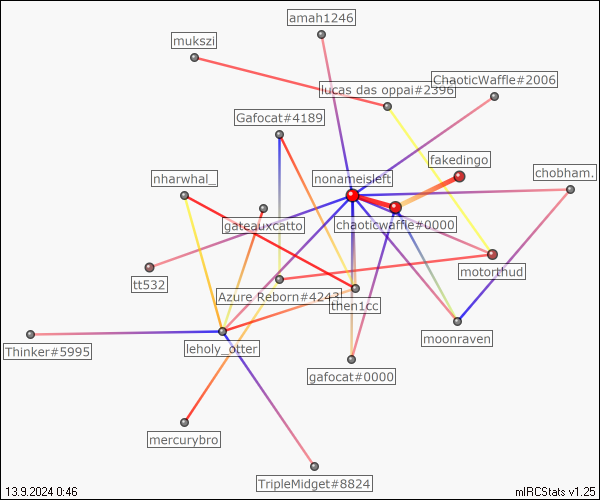 amah1246
mukszi
ChaoticWaffle#2006
lucas das oppai#2396
Gafocat#4189
fakedingo
nharwhal_
nonameisleft
chobham.
gateauxcatto
chaoticwaffle#0000
motorthud
tt532
Azure Reborn#4243
then1cc
moonraven
Thinker#5995
leholy_otter
gafocat#0000
mercurybro
TripleMidget#8824
13.9.2024 0:46
mIRCStats v1.25